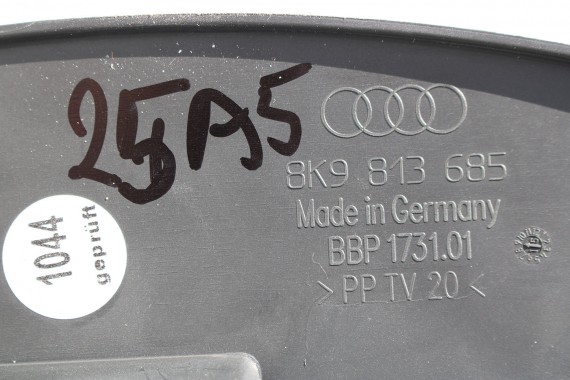 25A5
8K9 813 685
Made in Germany
BBP 1731.01
>PP TV 20<
1044
geprüft